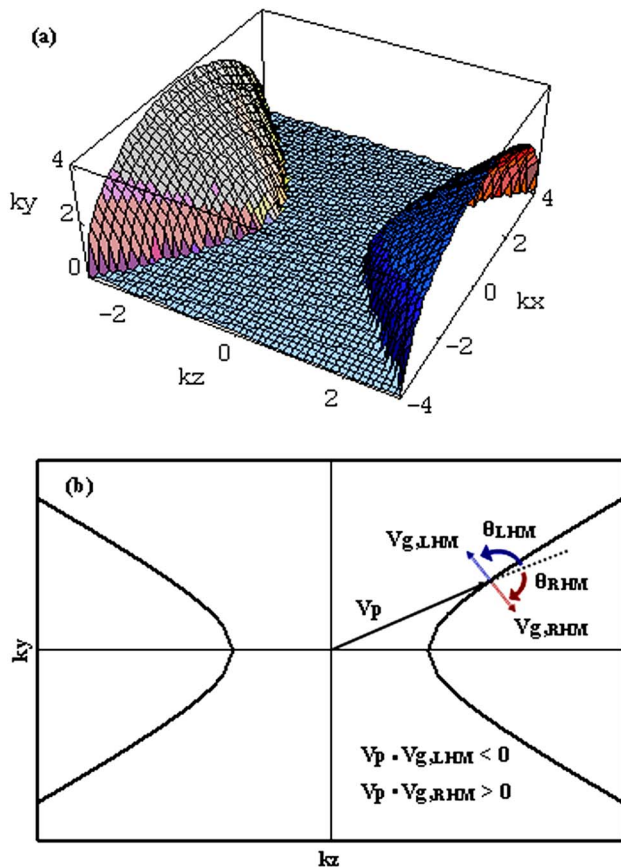 (a)
4
ky
2
0
-2
0
kz
2
-4
-2
0
kx
2
4
(b)
θLHM
Vg,LHM
θRHM
Vp
Vg,RHM
ky
Vp · Vg,LHM < 0
Vp · Vg,RHM > 0
kz